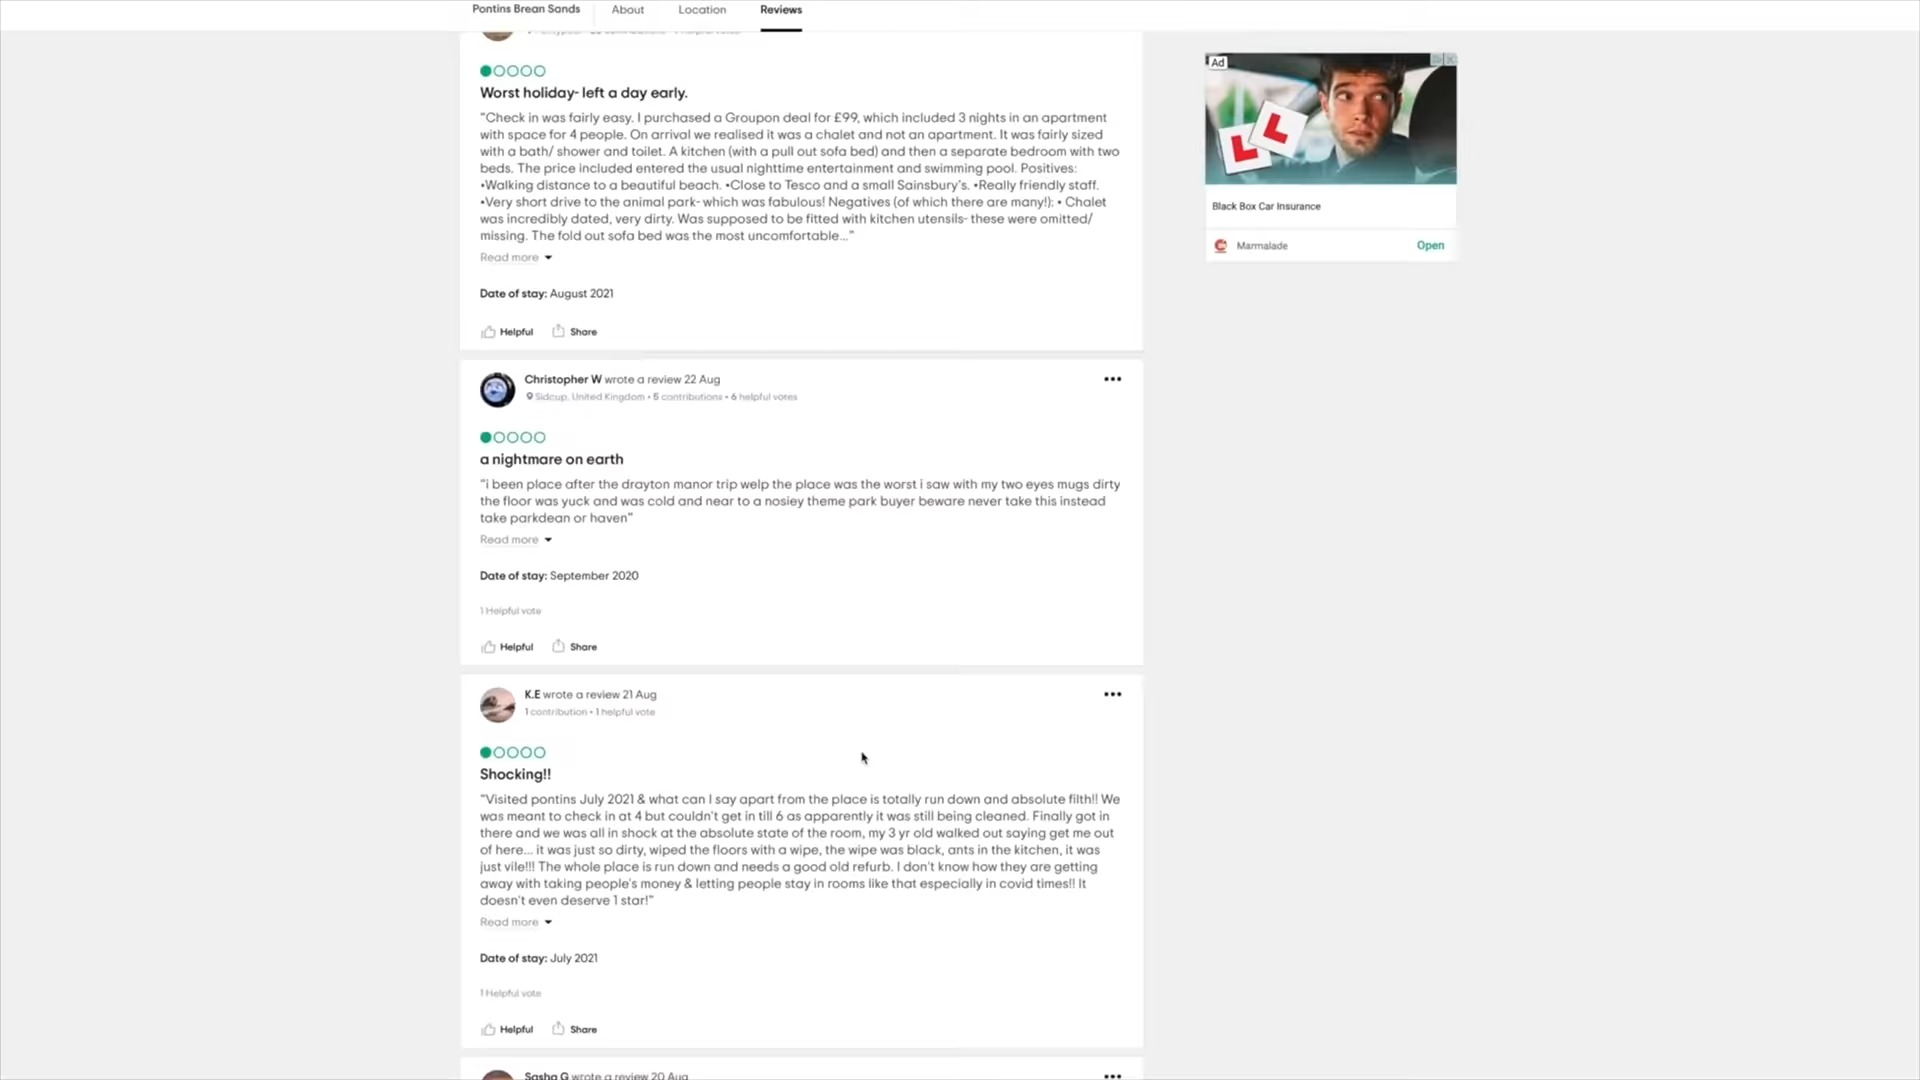 Pontins Brean Sands
About
Location
Reviews
Worst holiday- left a day early.
"Check in was fairly easy. I purchased a Groupon deal for £99, which included 3 nights in an apartment
with space for 4 people. On arrival we realised it was a chalet and not an apartment. It was fairly sized
with a bath/ shower and toilet. A kitchen (with a pull out sofa bed) and then a separate bedroom with two
beds. The price included entered the usual nighttime entertainment and swimming pool. Positives:
•Walking distance to a beautiful beach. •Close to Tesco and a small Sainsbury's. •Really friendly staff.
•Very short drive to the animal park- which was fabulous! Negatives (of which there are many!): • Chalet
was incredibly dated, very dirty. Was supposed to be fitted with kitchen utensils- these were omitted/
missing. The fold out sofa bed was the most uncomfortable..."
Read more
Date of stay: August 2021
Helpful
Share
Christopher W wrote a review 22 Aug
Sidcup, United Kingdom • 5 contributions • 6 helpful votes
a nightmare on earth
"i been place after the drayton manor trip welp the place was the worst i saw with my two eyes mugs dirty
the floor was yuck and was cold and near to a nosiey theme park buyer beware never take this instead
take parkdean or haven"
Read more
Date of stay: September 2020
1 Helpful vote
Helpful
Share
K.E wrote a review 21 Aug
1 contribution • 1 helpful vote
Shocking!!
"Visited pontins July 2021 & what can I say apart from the place is totally run down and absolute filth!! We
was meant to check in at 4 but couldn't get in till 6 as apparently it was still being cleaned. Finally got in
there and we was all in shock at the absolute state of the room, my 3 yr old walked out saying get me out
of here... it was just so dirty, wiped the floors with a wipe, the wipe was black, ants in the kitchen, it was
just vile!!! The whole place is run down and needs a good old refurb. I don't know how they are getting
away with taking people's money & letting people stay in rooms like that especially in covid times!! It
doesn't even deserve 1 star!"
Read more
Date of stay: July 2021
1 Helpful vote
Helpful
Share
Sasha G wrote a review 20 Aug
Ad
L
L
Black Box Car Insurance
Marmalade
Open